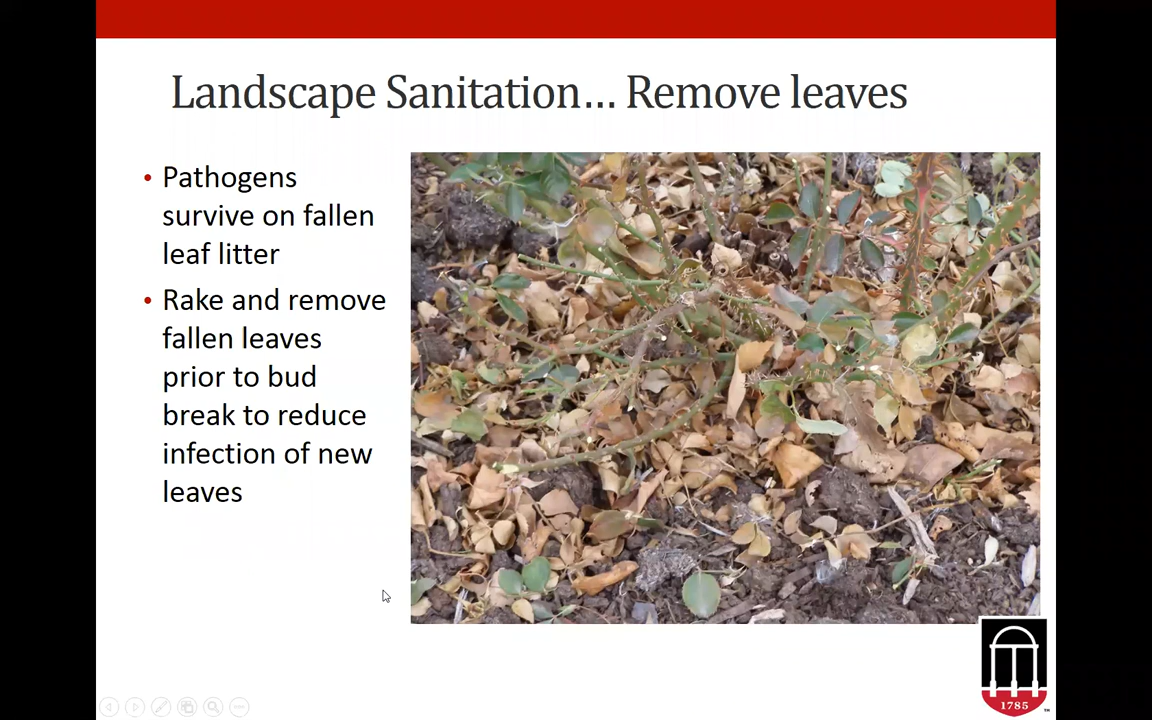 Landscape Sanitation... Remove leaves
• Pathogens
survive on fallen
leaf litter
• Rake and remove
fallen leaves
prior to bud
break to reduce
infection of new
leaves
1785
TM